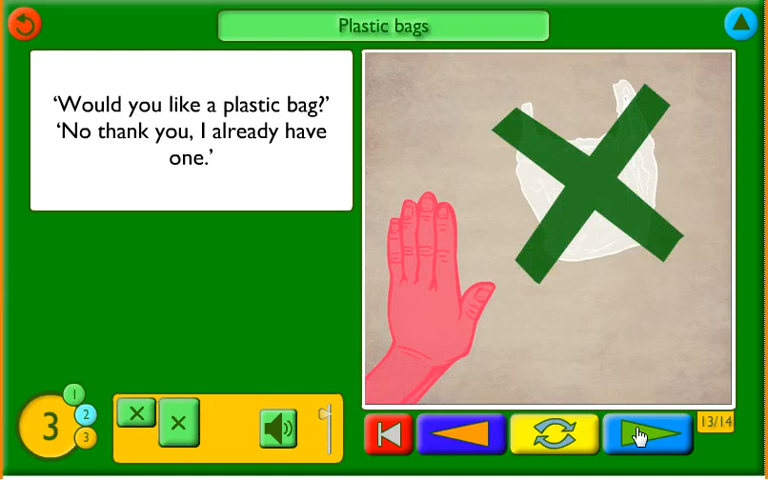 Plastic bags
‘Would you like a plastic bag?’
‘No thank you, I already have
one.’
3
1
2
3
13/14